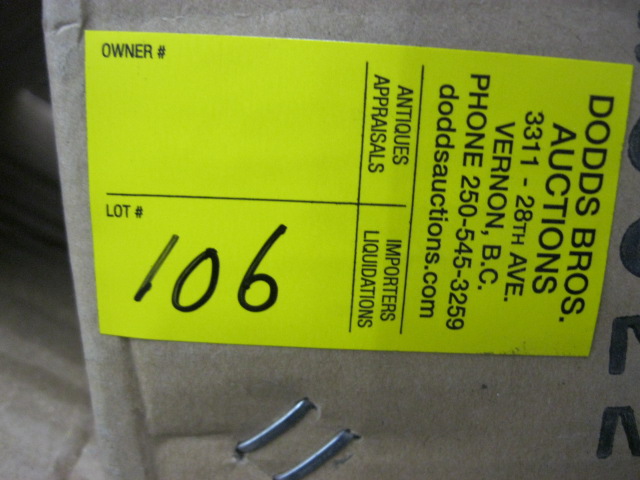 OWNER #
LOT #
106
ANTIQUES
APPRAISALS
IMPORTERS
LIQUIDATIONS
DODDS BROS.
AUCTIONS
3311 - 28TH AVE.
VERNON, B.C.
PHONE 250-545-3259
doddsauctions.com